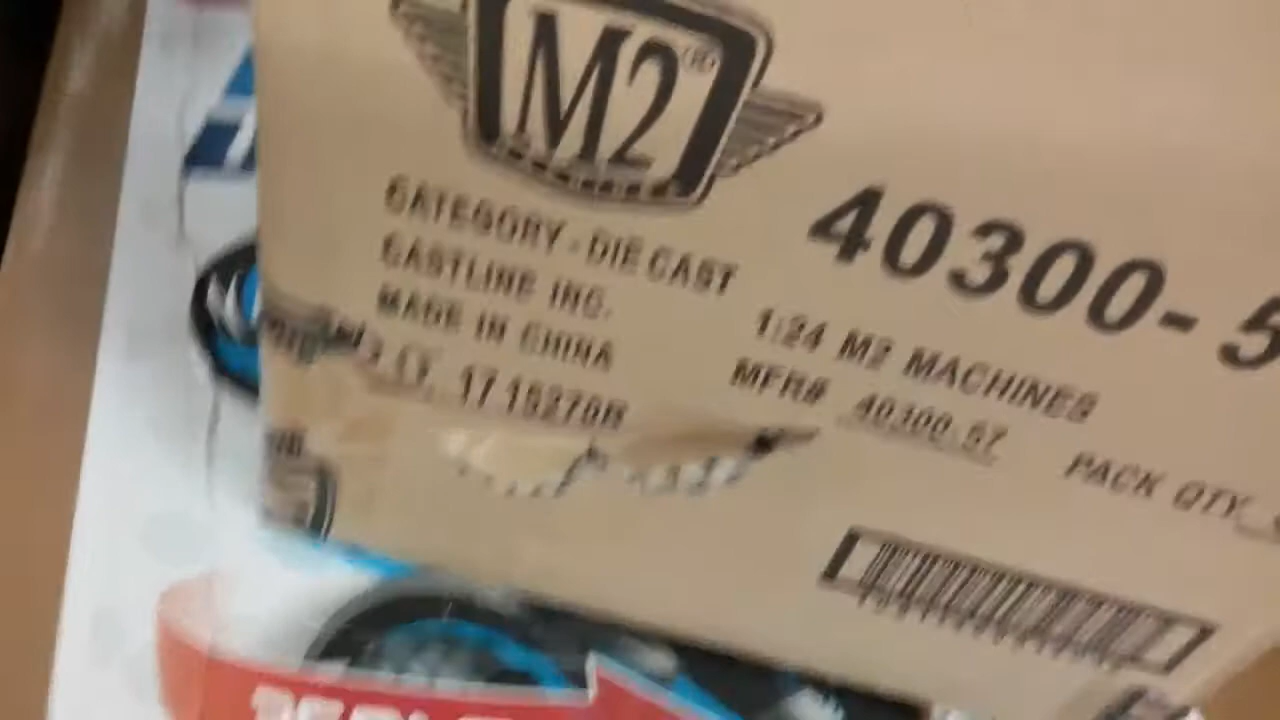 M2®
40300- 5
CATEGORY - DIE CAST
CASTLINE INC.
MADE IN CHINA
1:24 M2 MACHINES
MFR# 40300.57
PACK QTY